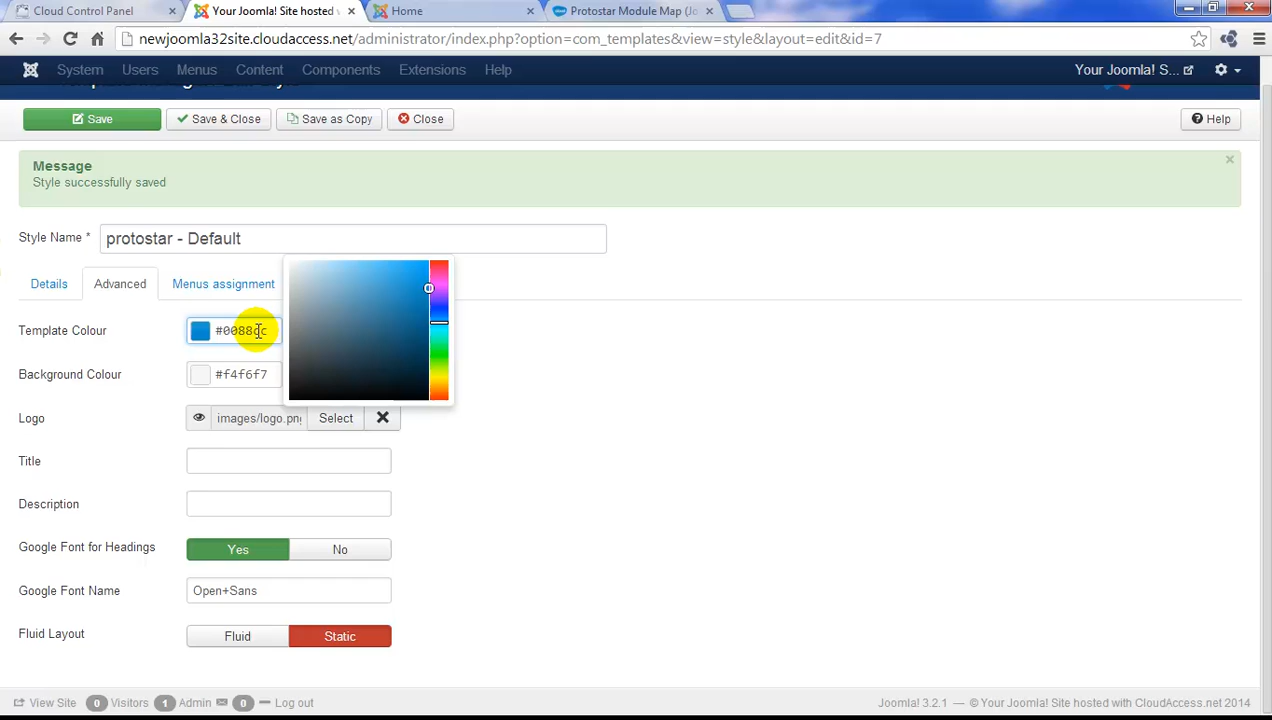 Cloud Control Panel
Your Joomla! Site hosted
Home
Protostar Module Map (Jo
newjoomla32site.cloudaccess.net/administrator/index.php?option=com_templates&view=style&layout=edit&id=7
System Users Menus Content Components Extensions Help
Your Joomla! S...
Save
Save & Close
Save as Copy
Close
Help
Message
Style successfully saved
Style Name *
protostar - Default
Details
Advanced
Menus assignment
Template Colour
#0088cc
Background Colour
#f4f6f7
Logo
images/logo.png
Select
Title
Description
Google Font for Headings
Yes
No
Google Font Name
Open+Sans
Fluid Layout
Fluid
Static
View Site 0 Visitors 1 Admin 0 Log out
Joomla! 3.2.1 — © Your Joomla! Site hosted with CloudAccess.net 2014